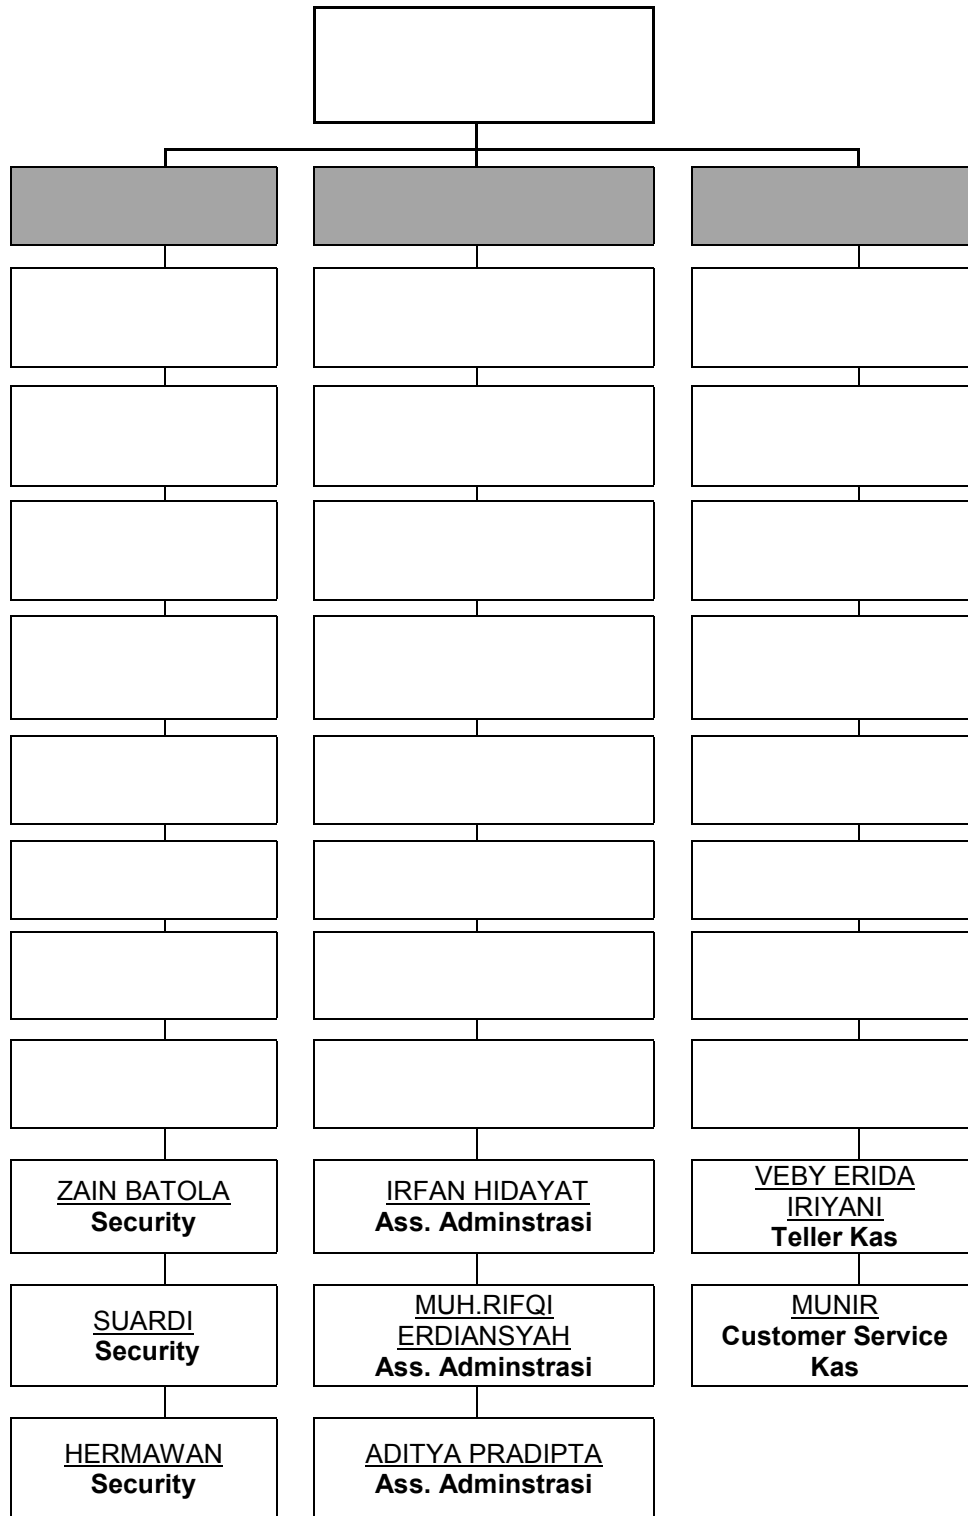 ZAIN BATOLA
Security
IRFAN HIDAYAT
Ass. Adminstrasi
VEBY ERIDA
IRIYANI
Teller Kas
SUARDI
Security
MUH.RIFQI
ERDIANSYAH
Ass. Adminstrasi
MUNIR
Customer Service
Kas
HERMAWAN
Security
ADITYA PRADIPTA
Ass. Adminstrasi